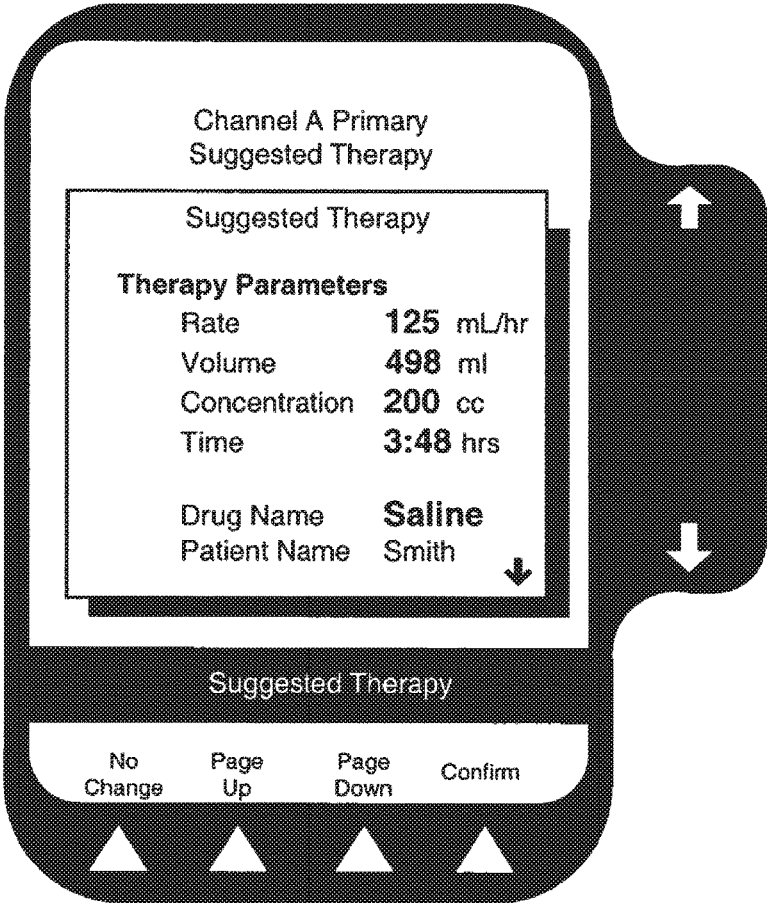 Channel A Primary
Suggested Therapy
Suggested Therapy
Therapy Parameters
Rate 125 mL/hr
Volume 498 ml
Concentration 200 cc
Time 3:48 hrs
Drug Name Saline
Patient Name Smith
Suggested Therapy
No Change
Page Up
Page Down
Confirm